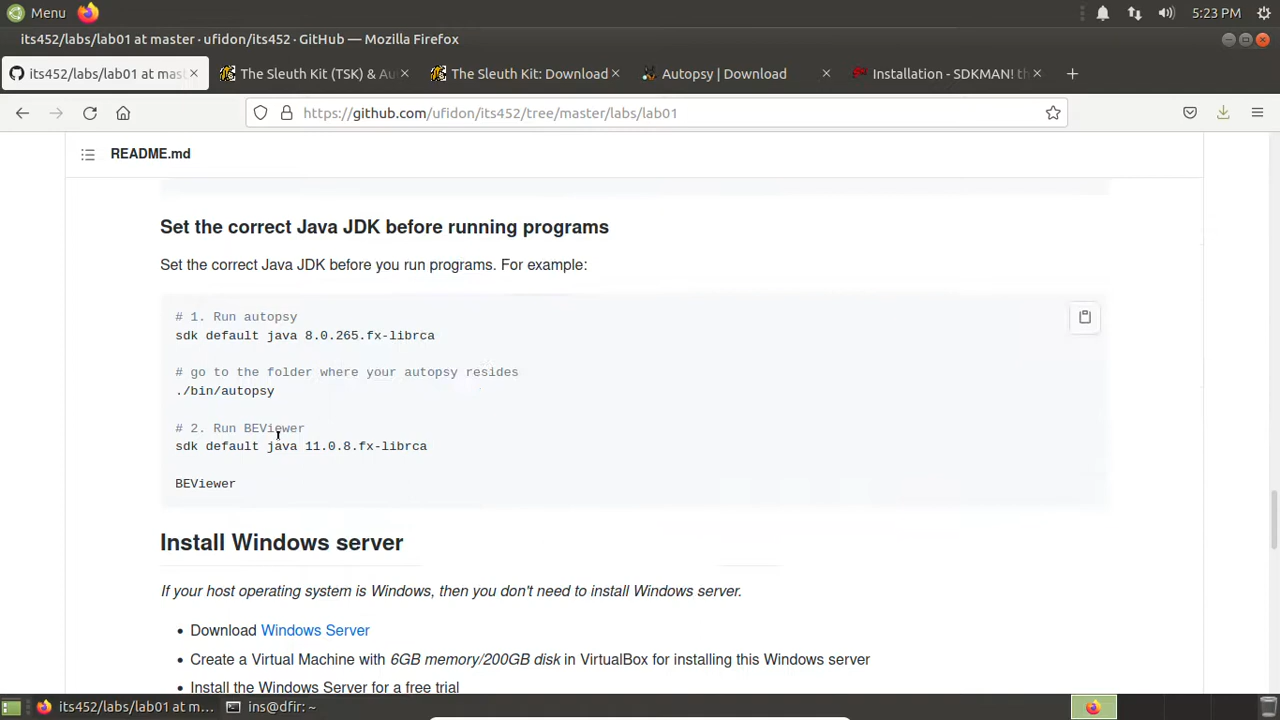 Menu
5:23 PM
its452/labs/lab01 at master · ufidon/its452 · GitHub — Mozilla Firefox
its452/labs/lab01 at mast
The Sleuth Kit (TSK) & Au
The Sleuth Kit: Download
Autopsy | Download
Installation - SDKMAN! th
https://github.com/ufidon/its452/tree/master/labs/lab01
README.md
Set the correct Java JDK before running programs
Set the correct Java JDK before you run programs. For example:
# 1. Run autopsy
sdk default java 8.0.265.fx-librca
# go to the folder where your autopsy resides
./bin/autopsy
# 2. Run BEViewer
sdk default java 11.0.8.fx-librca
BEViewer
Install Windows server
If your host operating system is Windows, then you don't need to install Windows server.
• Download Windows Server
• Create a Virtual Machine with 6GB memory/200GB disk in VirtualBox for installing this Windows server
• Install the Windows Server for a free trial
its452/labs/lab01 at m...
ins@dfir: ~